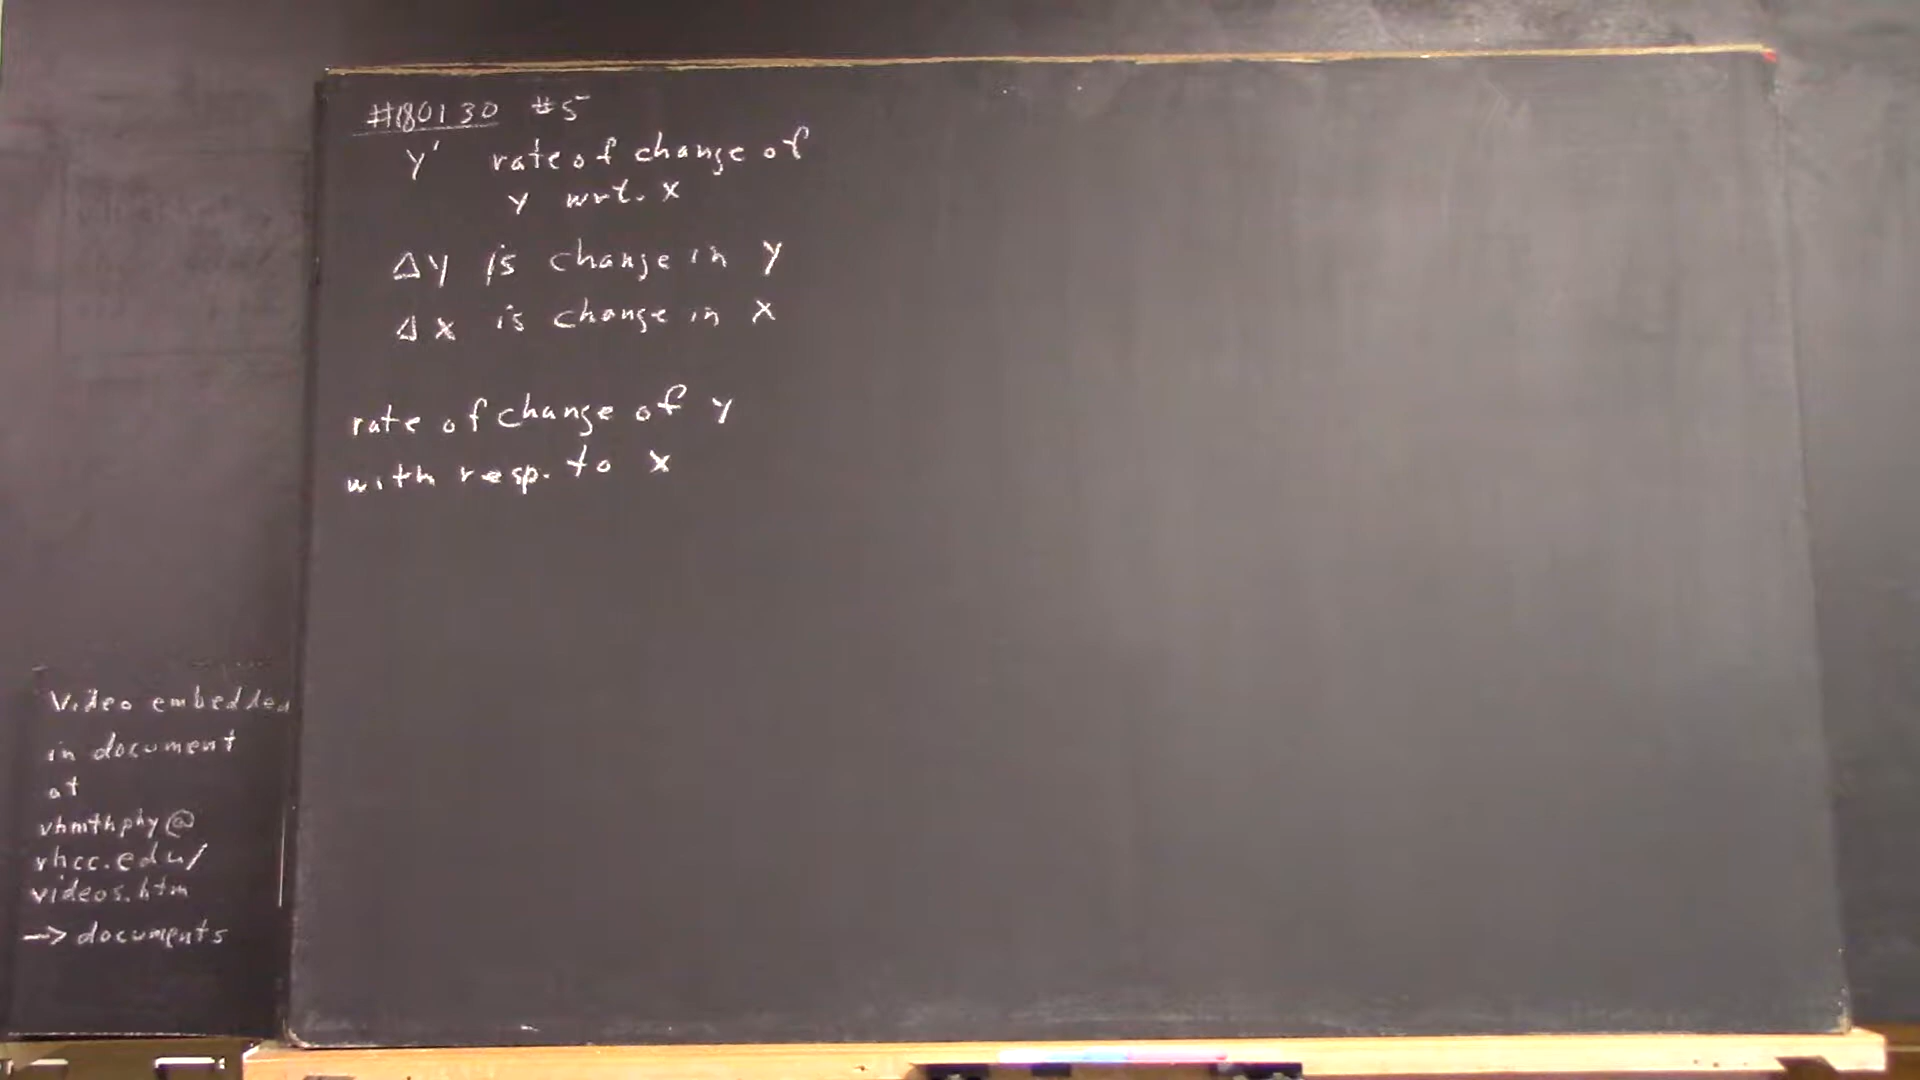 #180130 #5
y' rate of change of
y wrt. x
Δy is change in y
Δx is change in x
rate of change of y
with resp. to x
Video embedded
in document
at
vhmthphy@
vhcc.edu/
videos.htm
→ documents